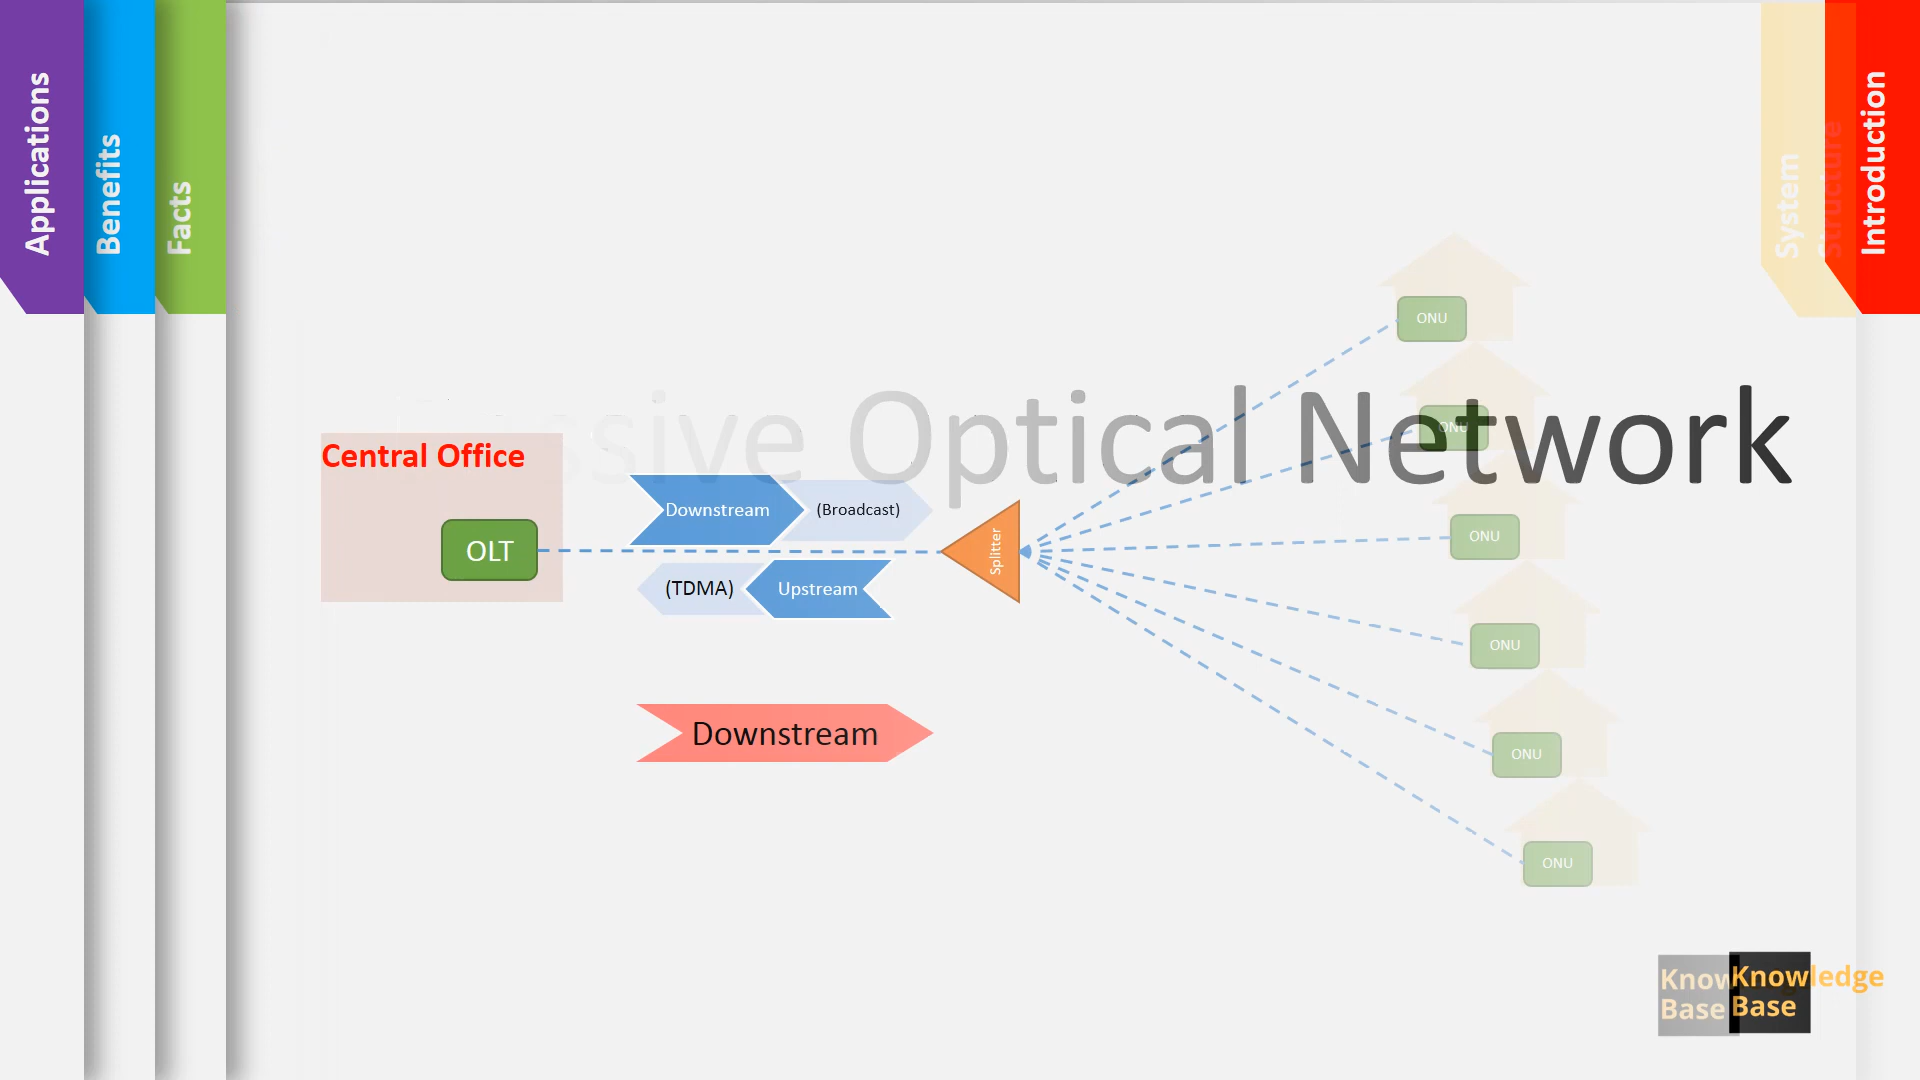 Applications
Benefits
Facts
System
Structure
Introduction
Passive Optical Network
Central Office
OLT
Downstream
(Broadcast)
(TDMA)
Upstream
Splitter
Downstream
ONU
ONU
ONU
ONU
ONU
ONU
Know
Base
Knowledge
Base